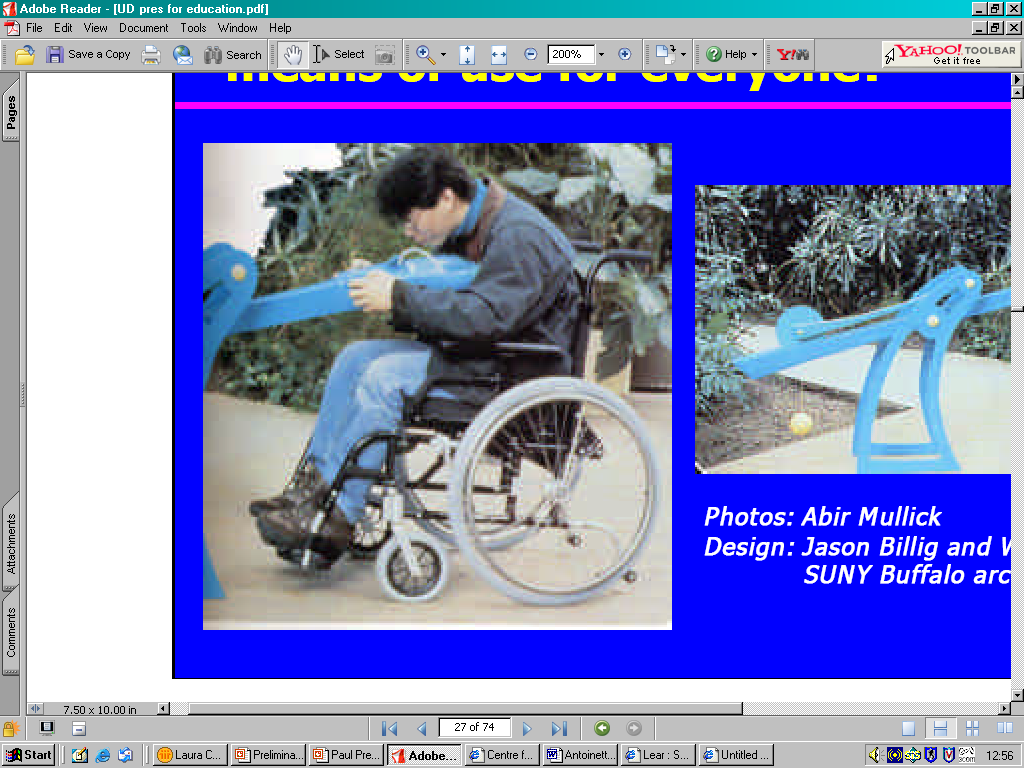 Adobe Reader - [UD pres for education.pdf]
File Edit View Document Tools Window Help
Save a Copy Search Select 200% Help Y! YAHOO! TOOLBAR
Get it free
Pages
means of use for everyone?
Photos: Abir Mullick
Design: Jason Billig and W
SUNY Buffalo arc
Attachments
Comments
7.50 x 10.00 in
27 of 74
Start Laura C... Prelimina... Paul Pre... Adobe... Centre f... Antoinett... Lear : S... Untitled ... 12:56